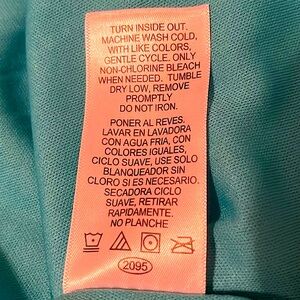 TURN INSIDE OUT.
MACHINE WASH COLD,
WITH LIKE COLORS,
GENTLE CYCLE. ONLY
NON-CHLORINE BLEACH
WHEN NEEDED. TUMBLE
DRY LOW, REMOVE
PROMPTLY
DO NOT IRON.
PONER AL REVES.
LAVAR EN LAVADORA
CON AGUA FRIA, CON
COLORES IGUALES,
CICLO SUAVE, USE SOLO
BLANQUEADOR SIN
CLORO SI ES NECESARIO.
SECADORA CICLO
SUAVE, RETIRAR
RAPIDAMENTE.
NO PLANCHE
2095